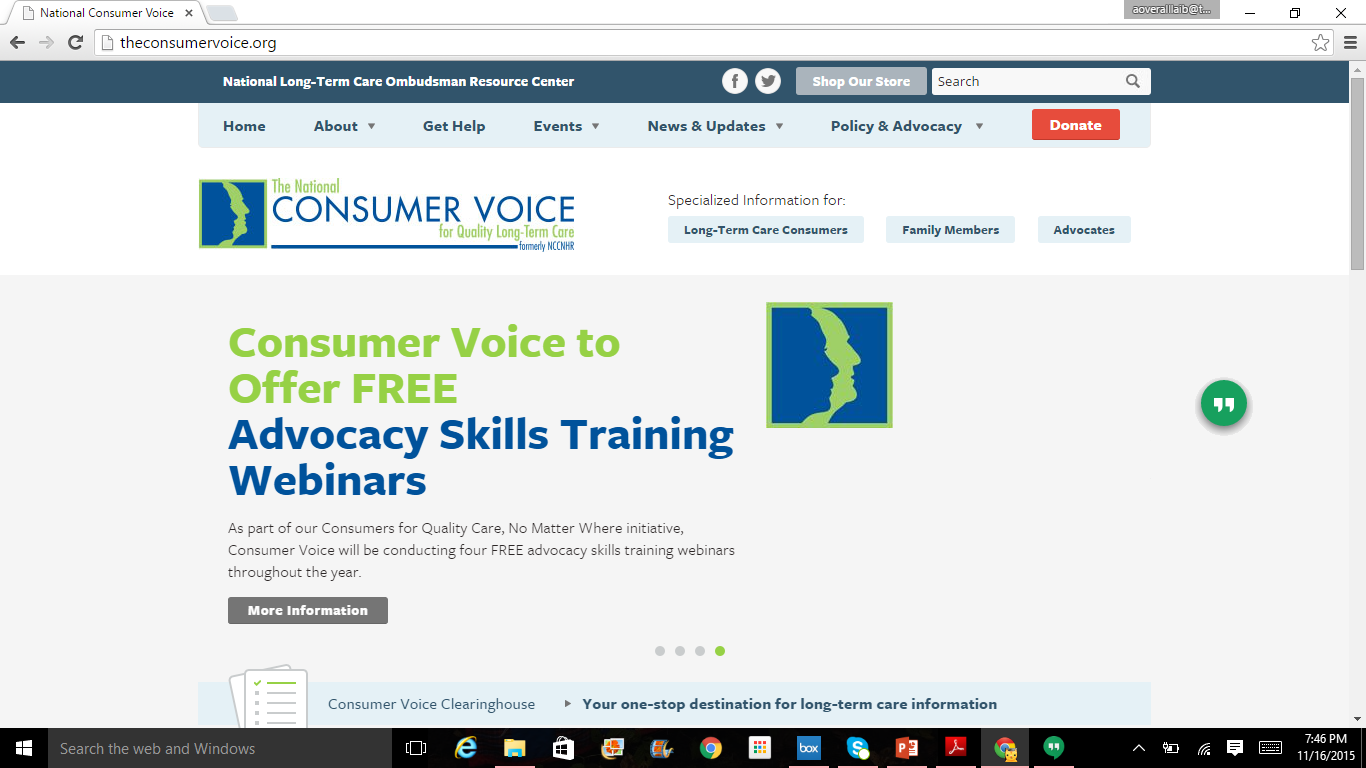 National Consumer Voice
aoveralllaib@t...
theconsumervoice.org
National Long-Term Care Ombudsman Resource Center
Shop Our Store
Search
Home
About
Get Help
Events
News & Updates
Policy & Advocacy
Donate
The National
CONSUMER VOICE
for Quality Long-Term Care
formerly NCCNHR
Specialized Information for:
Long-Term Care Consumers
Family Members
Advocates
Consumer Voice to
Offer FREE
Advocacy Skills Training
Webinars
As part of our Consumers for Quality Care, No Matter Where initiative,
Consumer Voice will be conducting four FREE advocacy skills training webinars
throughout the year.
More Information
Consumer Voice Clearinghouse
Your one-stop destination for long-term care information
Search the web and Windows
box
7:46 PM
11/16/2015